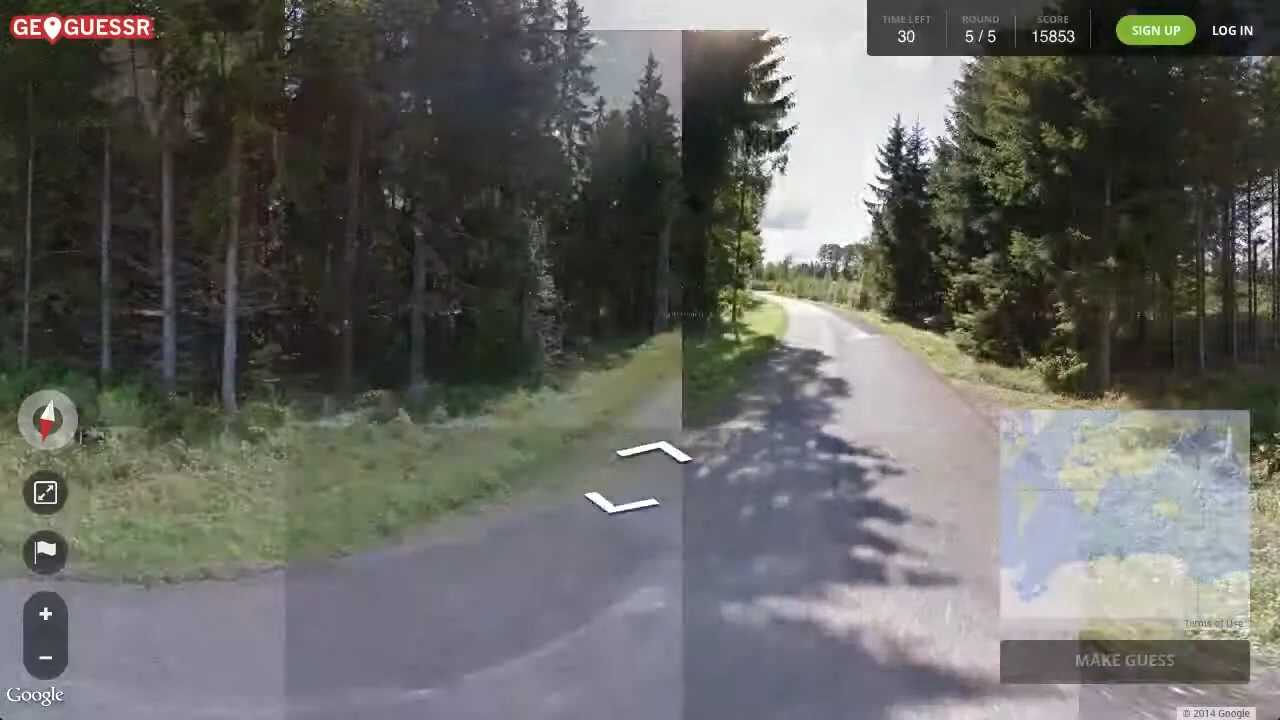 GEOGUESSR
TIME LEFT
30
ROUND
5 / 5
SCORE
15853
SIGN UP
LOG IN
Terms of Use
MAKE GUESS
Google
© 2014 Google